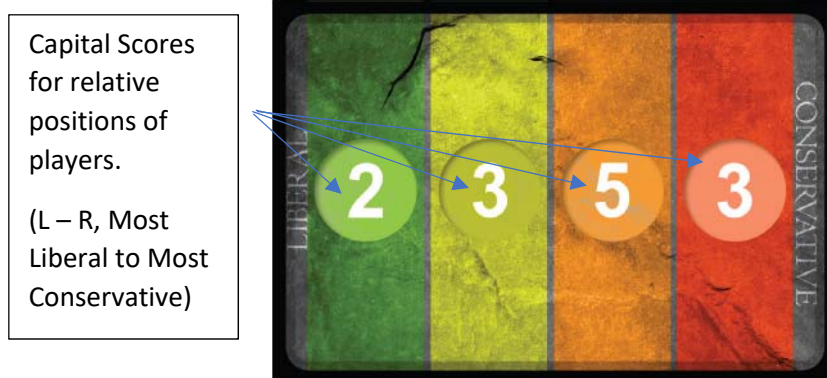 Capital Scores
for relative
positions of
players.
(L – R, Most
Liberal to Most
Conservative)
LIBERAL
2 3 5 3
CONSERVATIVE